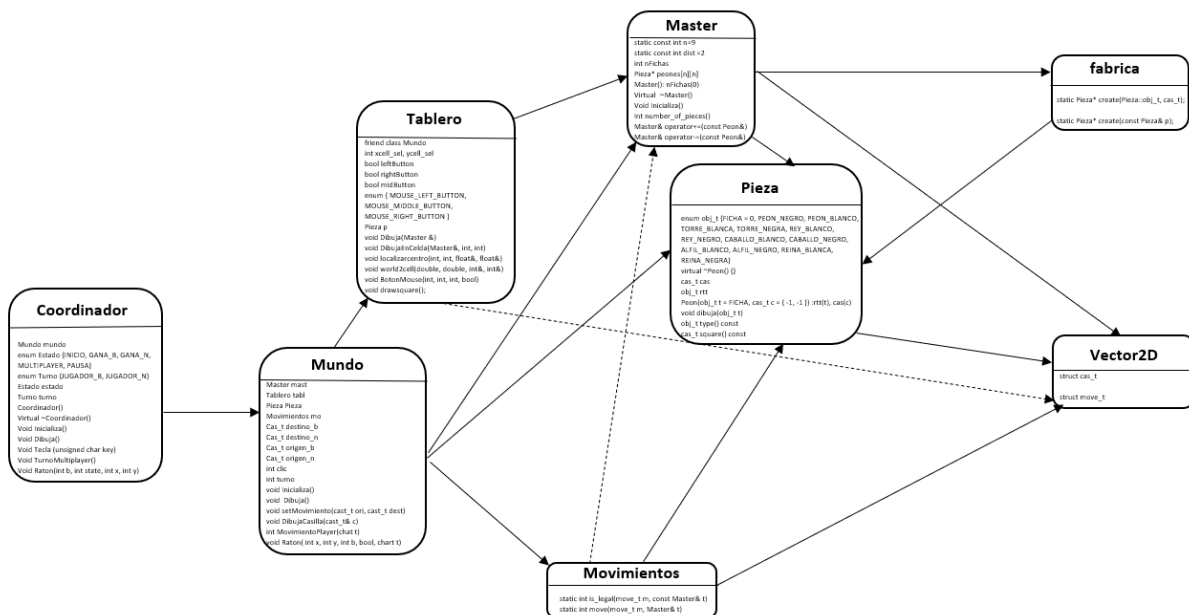 Master
static const int n=9
static const int dist =2
int nFichas
Pieza* peones[n][n]
Master(): nFichas(0)
Virtual ~Master()
Void Inicializa()
Int number_of_pieces()
Master& operator+=(const Peon&)
Master& operator-=(const Peon&)
fabrica
static Pieza* create(Pieza::obj_t, cas_t);
static Pieza* create(const Pieza& p);
Tablero
friend class Mundo
int xcell_sel, ycell_sel
bool leftButton
bool rightButton
bool midButton
enum { MOUSE_LEFT_BUTTON,
MOUSE_MIDDLE_BUTTON,
MOUSE_RIGHT_BUTTON }
Pieza p
void Dibuja(Master &)
void DibujaEnCelda(Master&, int, int)
void localizarcentro(int, int, float&, float&)
void world2cell(double, double, int&, int&)
void BotonMouse(int, int, int, bool)
void drawsquare();
Pieza
enum obj_t {FICHA = 0, PEON_NEGRO, PEON_BLANCO,
TORRE_BLANCA, TORRE_NEGRA, REY_BLANCO,
REY_NEGRO, CABALLO_BLANCO, CABALLO_NEGRO,
ALFIL_BLANCO, ALFIL_NEGRO, REINA_BLANCA,
REINA_NEGRA}
virtual ~Peon() {}
cas_t cas
obj_t rtt
Peon(obj_t t = FICHA, cas_t c = { -1, -1 }) :rtt(t), cas(c)
void dibuja(obj_t t)
obj_t type() const
cas_t square() const
Coordinador
Mundo mundo
enum Estado {INICIO, GANA_B, GANA_N,
MULTIPLAYER, PAUSA}
enum Turno {JUGADOR_B, JUGADOR_N}
Estado estado
Turno turno
Coordinador()
Virtual ~Coordinador()
Void Inicializa()
Void Dibuja()
Void Tecla (unsigned char key)
Void TurnoMultiplayer()
Void Raton(int b, int state, int x, int y)
Mundo
Master mast
Tablero tabl
Pieza Pieza
Movimientos mo
Cas_t destino_b
Cas_t destino_n
Cas_t origen_b
Cas_t origen_n
int clic
int turno
void Inicializa()
void Dibuja()
void setMovimiento(cast_t ori, cast_t dest)
void DibujaCasilla(cast_t& c)
int MovimientoPlayer(chat t)
void Raton( int x, int y, int b, bool, chart t)
Vector2D
struct cas_t
struct move_t
Movimientos
static int is_legal(move_t m, const Master& t)
static int move(move_t m, Master& t)